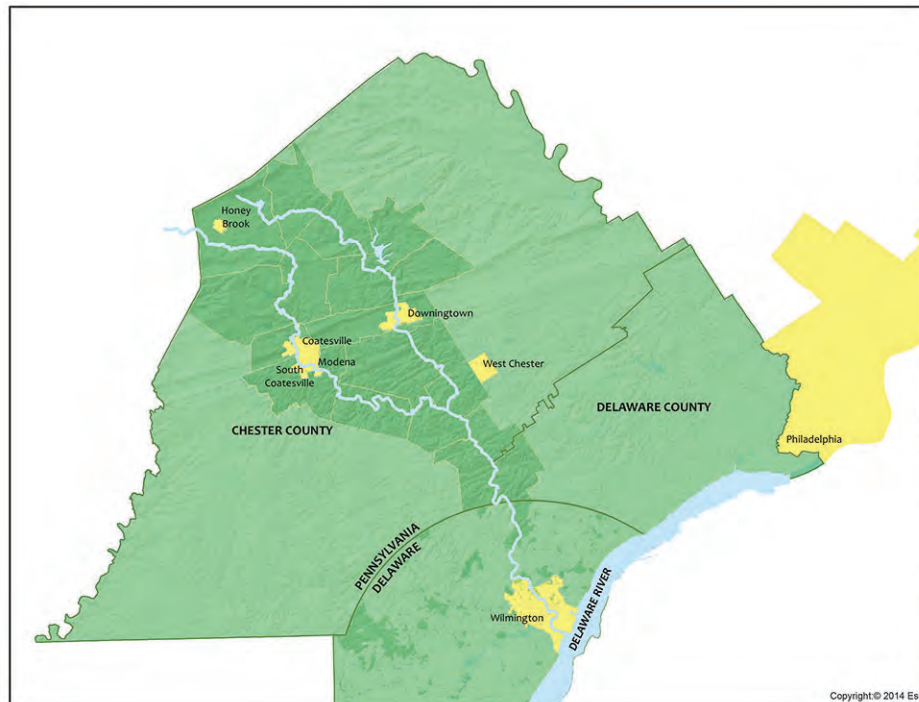 Honey
Brook
Downingtown
Coatesville
West Chester
Modena
South
Coatesville
DELAWARE COUNTY
CHESTER COUNTY
Philadelphia
PENNSYLVANIA
DELAWARE
DELAWARE RIVER
Wilmington
Copyright:© 2014 Es